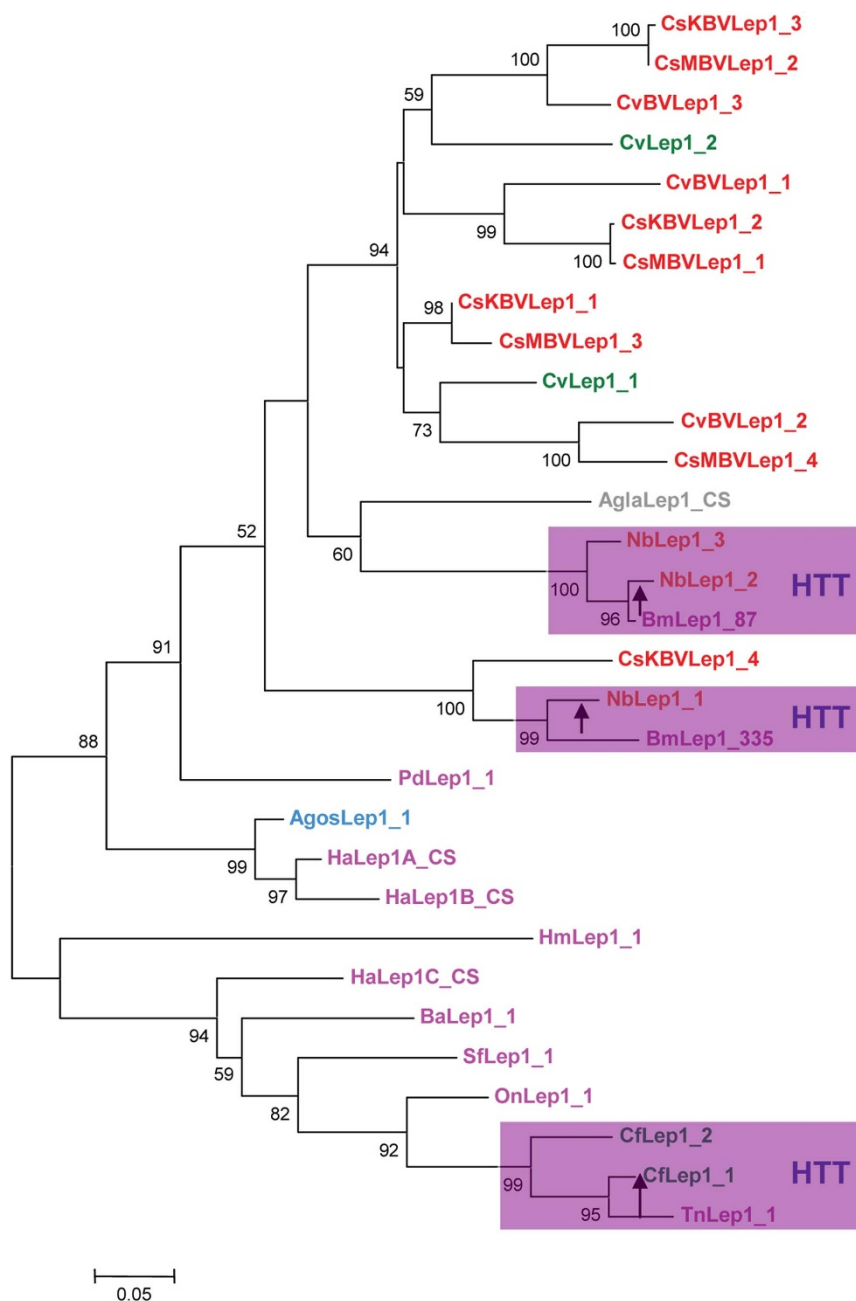 100 CsKBVLep1_3
100 CsMBVLep1_2
59 CvBVLep1_3
CvLep1_2
CvBVLep1_1
99 CsKBVLep1_2
94 100 CsMBVLep1_1
98 CsKBVLep1_1
CsMBVLep1_3
CvLep1_1
73 CvBVLep1_2
100 CsMBVLep1_4
AglaLep1_CS
52 60 NbLep1_3
100 NbLep1_2 HTT
96 BmLep1_87
91 CsKBVLep1_4
100 NbLep1_1 HTT
99 BmLep1_335
88 PdLep1_1
AgosLep1_1
99 HaLep1A_CS
97 HaLep1B_CS
HmLep1_1
HaLep1C_CS
94 BaLep1_1
59 SfLep1_1
82 OnLep1_1
92 CfLep1_2
99 CfLep1_1 HTT
95 TnLep1_1
0.05